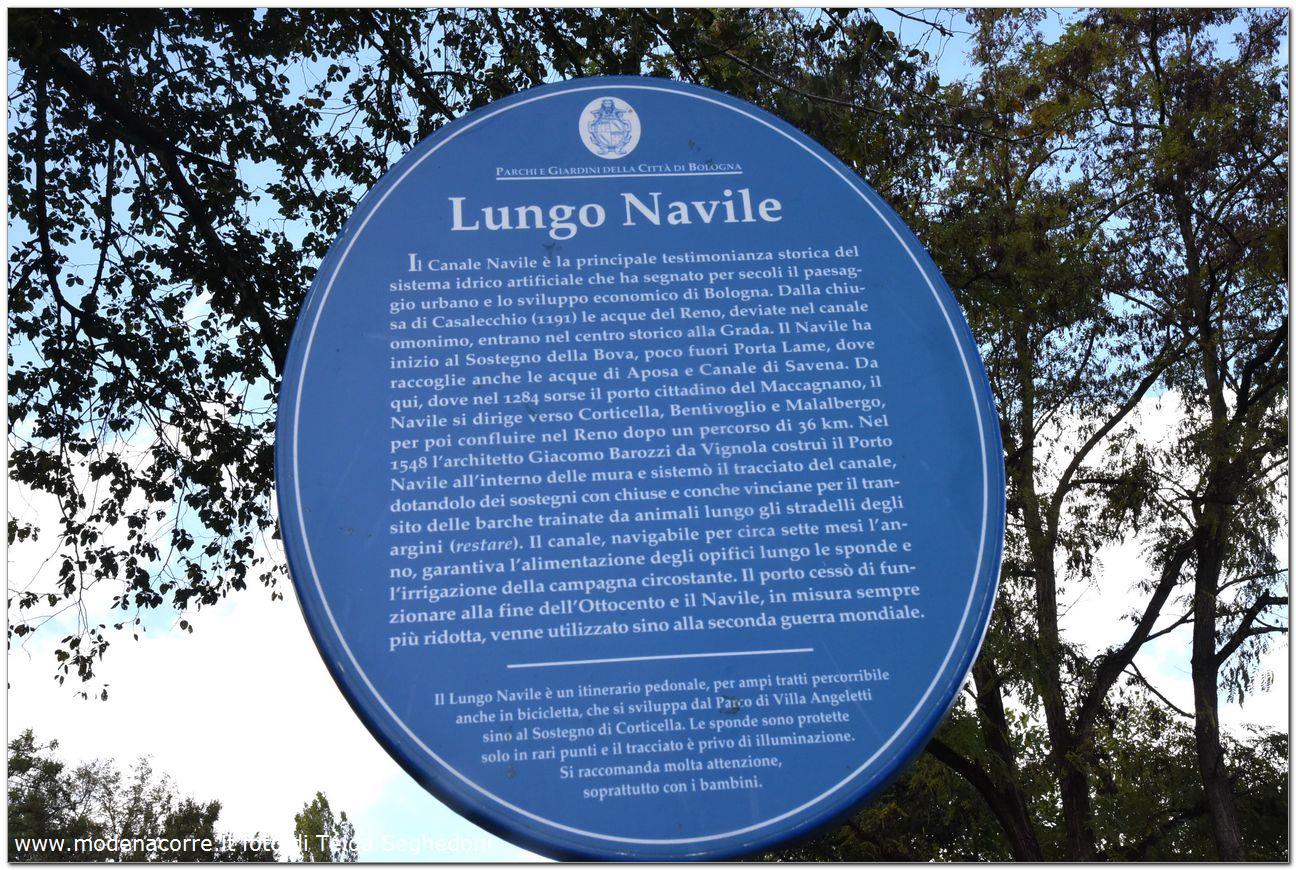 PARCHI E GIARDINI DELLA CITTÀ DI BOLOGNA
Lungo Navile
Il Canale Navile è la principale testimonianza storica del
sistema idrico artificiale che ha segnato per secoli il paesag-
gio urbano e lo sviluppo economico di Bologna. Dalla chiu-
sa di Casalecchio (1191) le acque del Reno, deviate nel canale
omonimo, entrano nel centro storico alla Grada. Il Navile ha
inizio al Sostegno della Bova, poco fuori Porta Lame, dove
raccoglie anche le acque di Aposa e Canale di Savena. Da
qui, dove nel 1284 sorse il porto cittadino del Maccagnano, il
Navile si dirige verso Corticella, Bentivoglio e Malalbergo,
per poi confluire nel Reno dopo un percorso di 36 km. Nel
1548 l'architetto Giacomo Barozzi da Vignola costruì il Porto
Navile all'interno delle mura e sistemò il tracciato del canale,
dotandolo dei sostegni con chiuse e conche vinciane per il tran-
sito delle barche trainate da animali lungo gli stradelli degli
argini (restare). Il canale, navigabile per circa sette mesi l'an-
no, garantiva l'alimentazione degli opifici lungo le sponde e
l'irrigazione della campagna circostante. Il porto cessò di fun-
zionare alla fine dell'Ottocento e il Navile, in misura sempre
più ridotta, venne utilizzato sino alla seconda guerra mondiale.
Il Lungo Navile è un itinerario pedonale, per ampi tratti percorribile
anche in bicicletta, che si sviluppa dal Parco di Villa Angeletti
sino al Sostegno di Corticella. Le sponde sono protette
solo in rari punti e il tracciato è privo di illuminazione.
Si raccomanda molta attenzione,
soprattutto con i bambini.
www.modenacorre.it foto di Teida Seghedoni